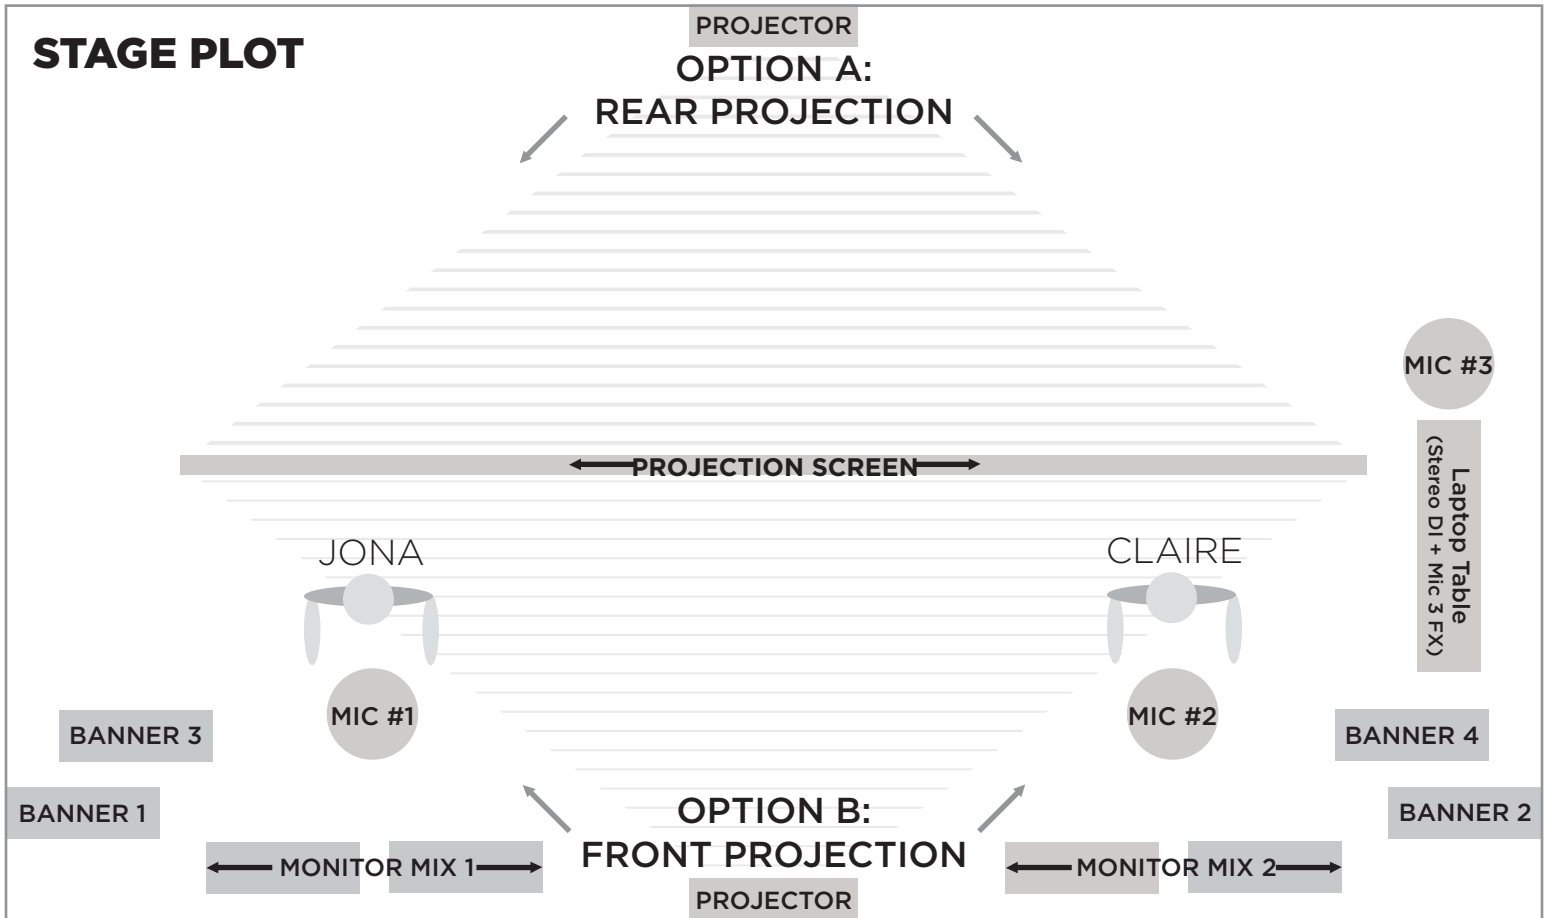 PROJECTOR
STAGE PLOT
OPTION A:
REAR PROJECTION
MIC #3
PROJECTION SCREEN
Laptop Table
(Stereo DI + Mic 3 FX)
JONA
CLAIRE
MIC #1
MIC #2
BANNER 3
BANNER 4
BANNER 1
BANNER 2
OPTION B:
FRONT PROJECTION
MONITOR MIX 1
MONITOR MIX 2
PROJECTOR